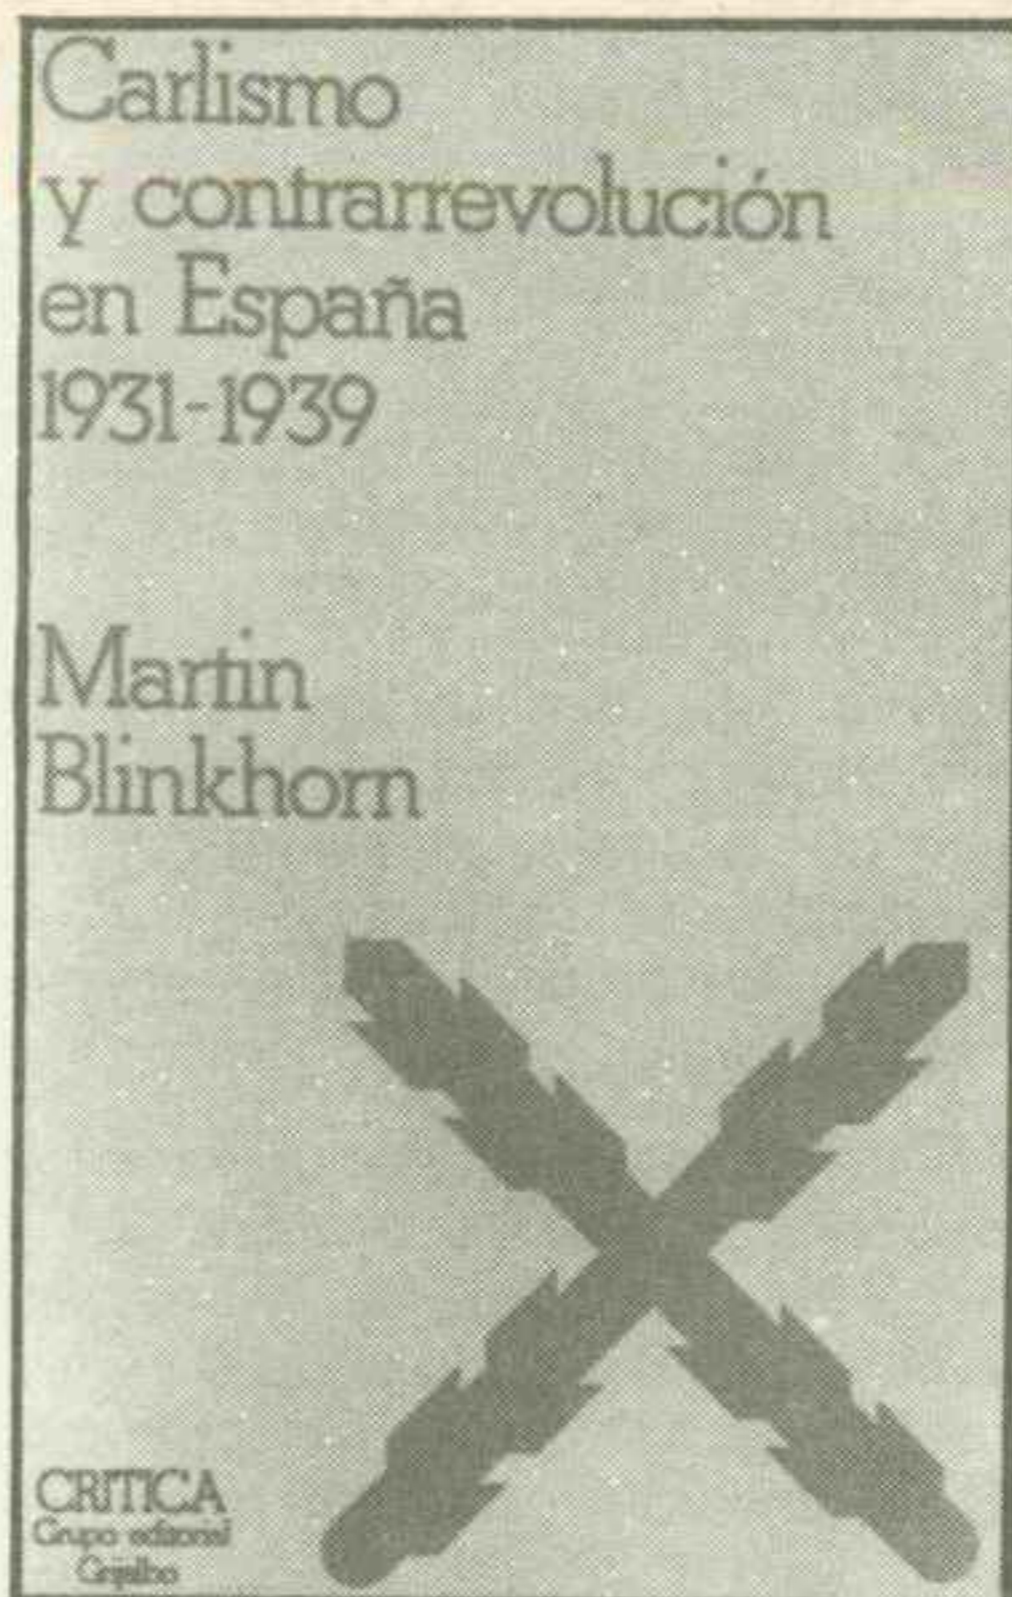 Carlismo
y contrarrevolución
en España
1931-1939
Martin
Blinkhorn
CRITICA
Grupo editorial
Grijalbo